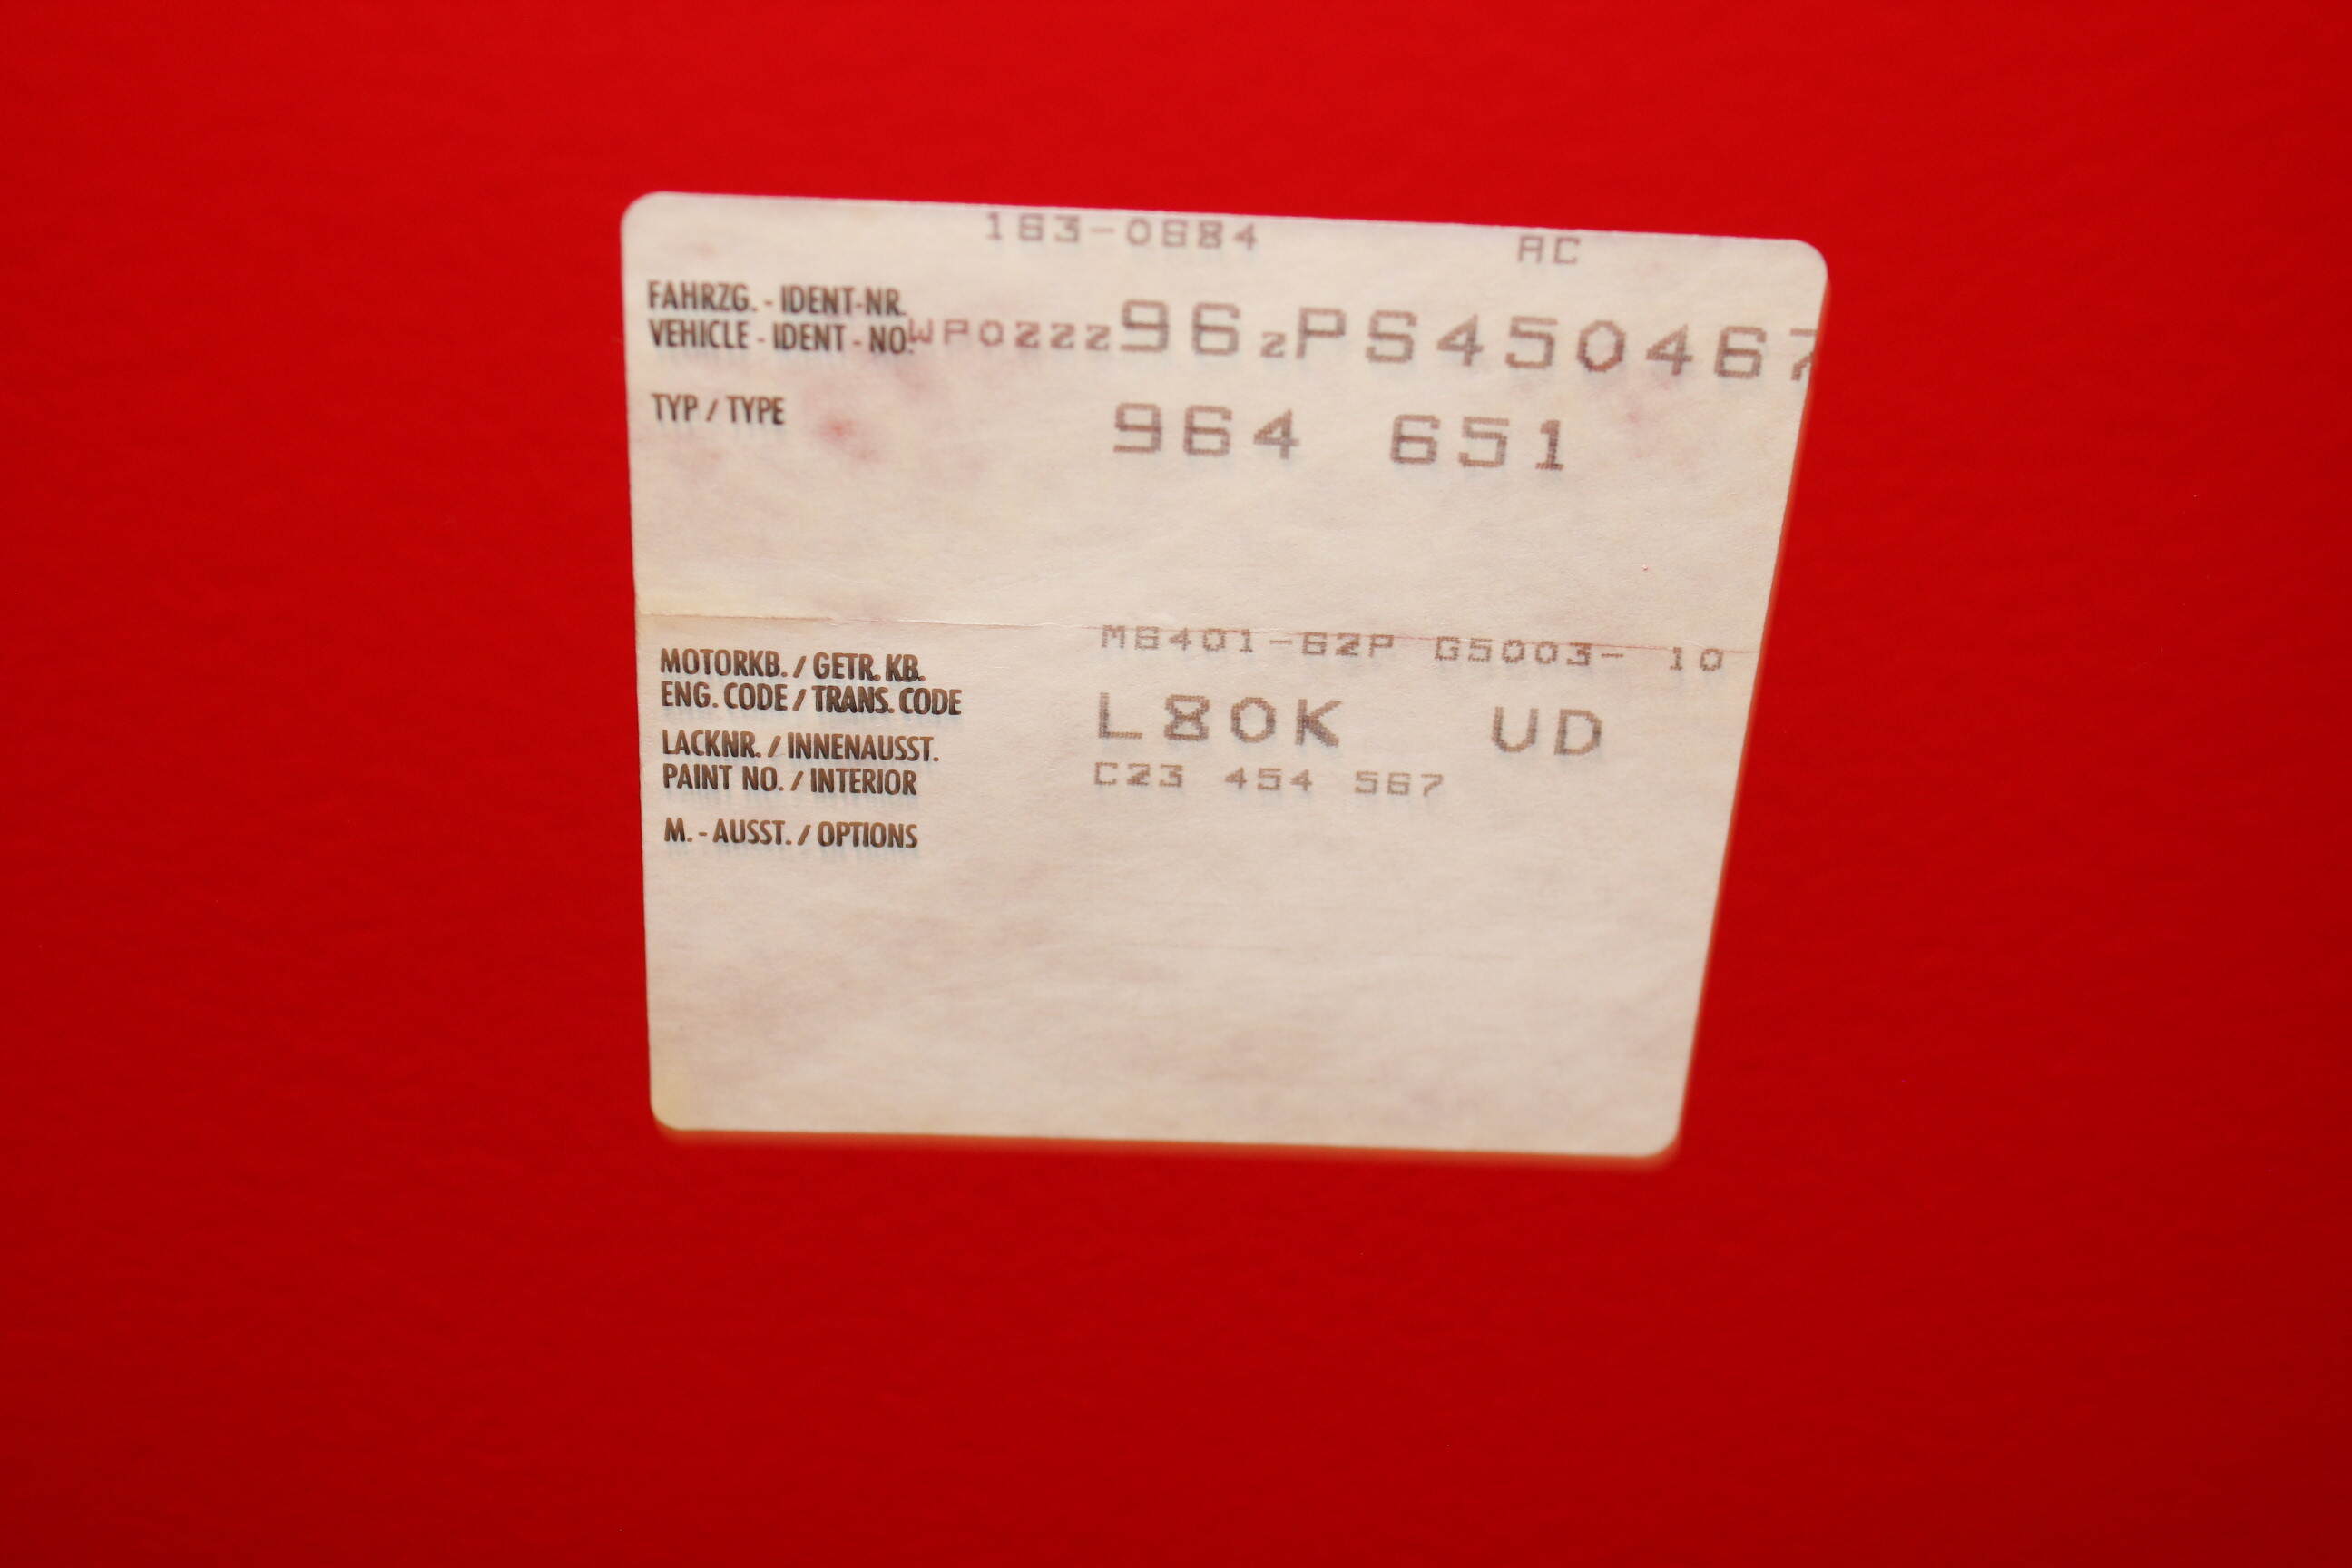 163-0684 AC
FAHRZG. - IDENT-NR.
VEHICLE - IDENT - NO. WP0ZZZ96ZPS450467
TYP / TYPE 964 651
M6401-62P G5003- 10
MOTORKB. / GETR. KB.
ENG. CODE / TRANS. CODE
L80K UD
LACKNR. / INNENAUSST.
PAINT NO. / INTERIOR
C23 454 567
M. - AUSST. / OPTIONS